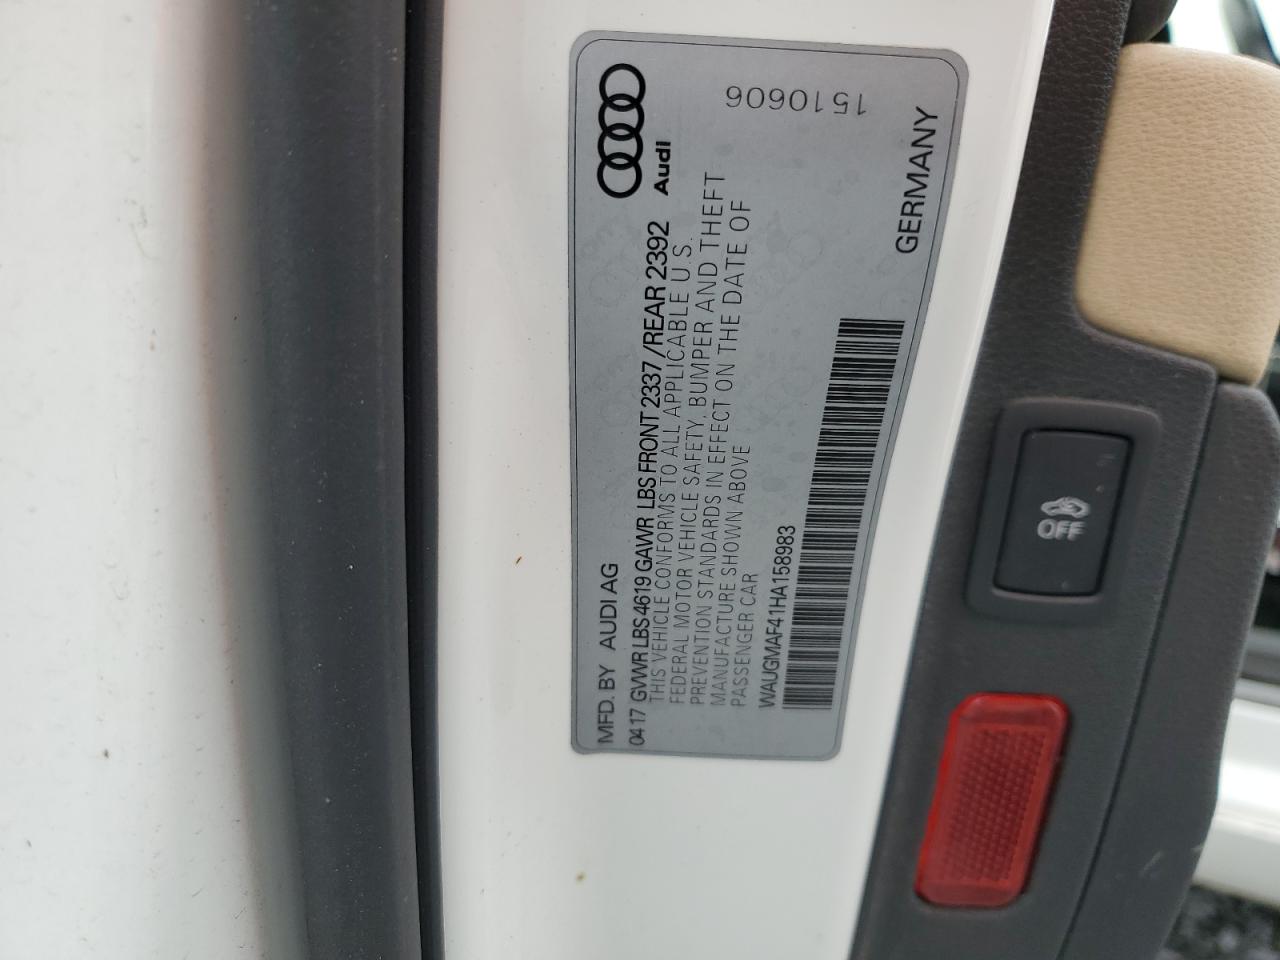 Audi
MFD. BY AUDI AG
0417 GVWR LBS 4619 GAWR LBS FRONT 2337 /REAR 2392
THIS VEHICLE CONFORMS TO ALL APPLICABLE U.S.
FEDERAL MOTOR VEHICLE SAFETY, BUMPER AND THEFT
PREVENTION STANDARDS IN EFFECT ON THE DATE OF
MANUFACTURE SHOWN ABOVE
PASSENGER CAR
WAUGMAF41HA158983
GERMANY
1510606
OFF